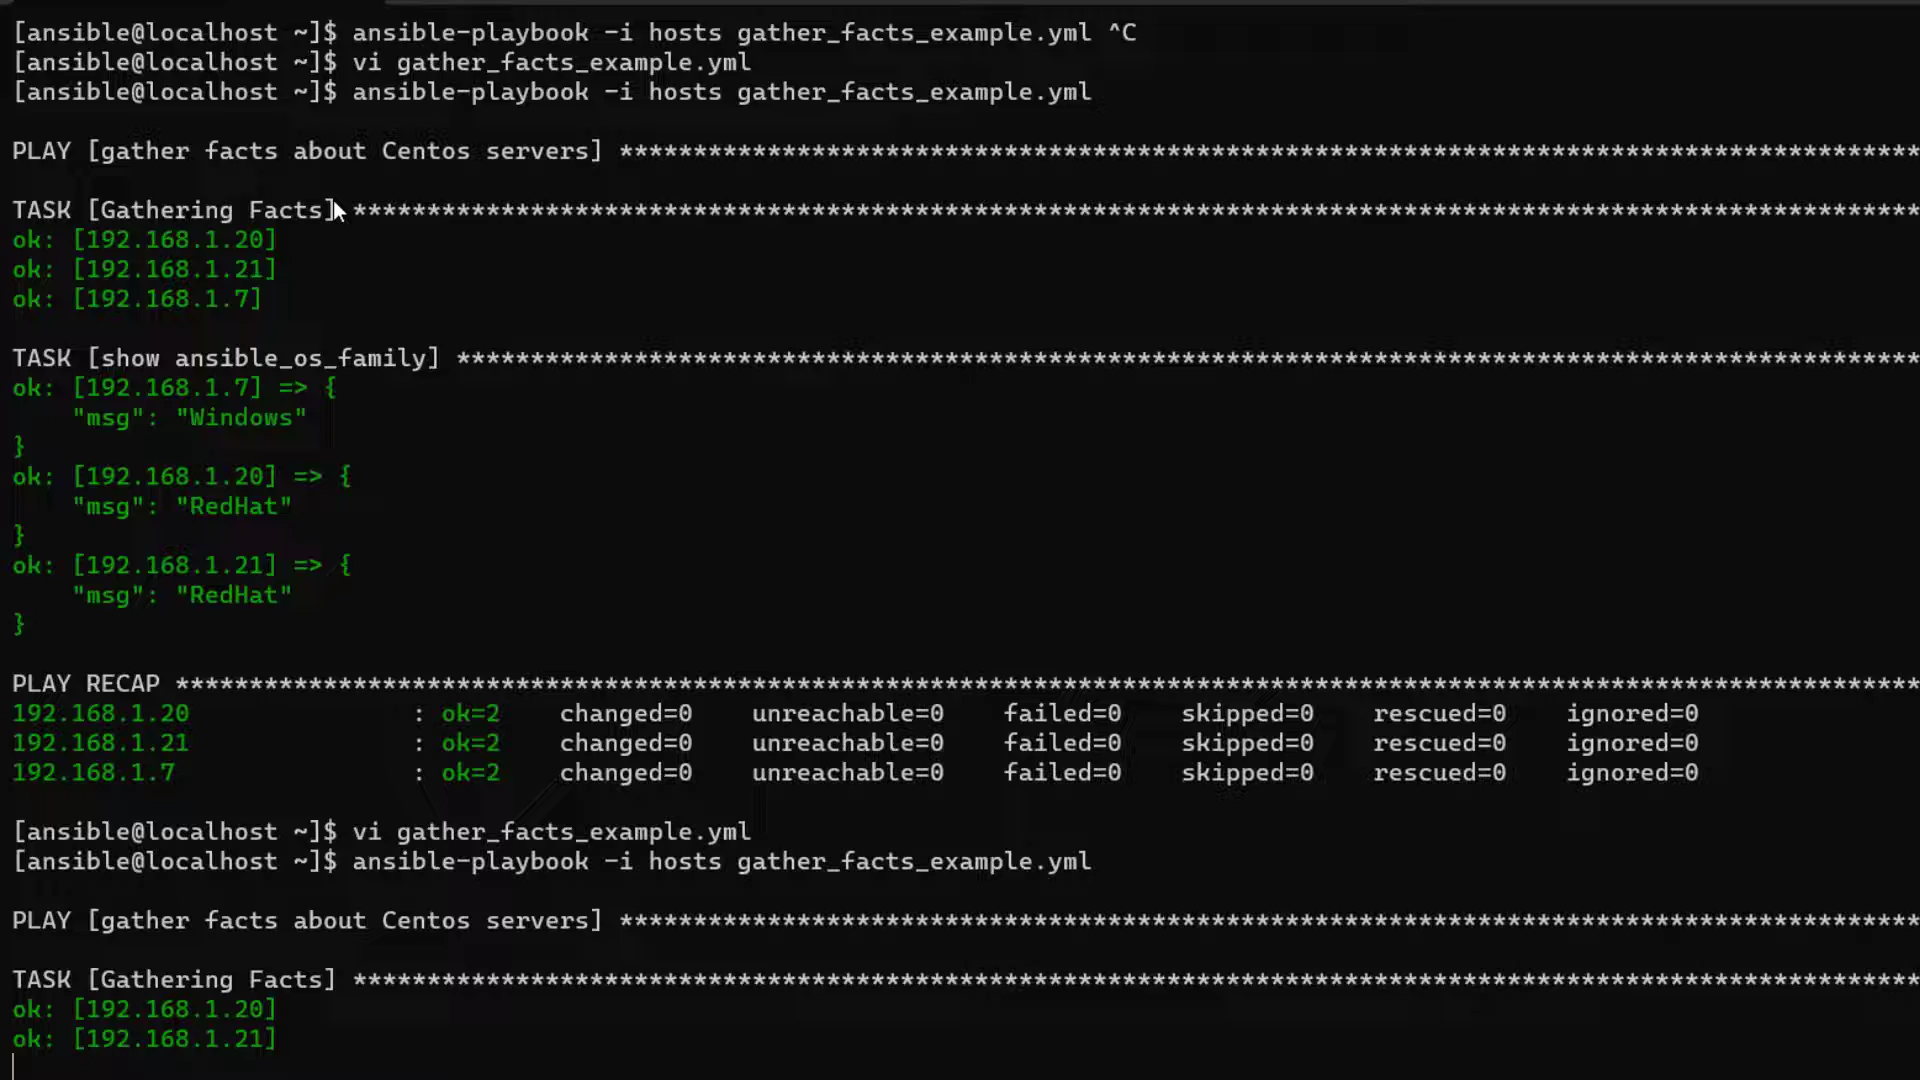 [ansible@localhost ~]$ ansible-playbook -i hosts gather_facts_example.yml ^C
[ansible@localhost ~]$ vi gather_facts_example.yml
[ansible@localhost ~]$ ansible-playbook -i hosts gather_facts_example.yml
PLAY [gather facts about Centos servers] ****************************************************************************************
TASK [Gathering Facts] **********************************************************************************************************
ok: [192.168.1.20]
ok: [192.168.1.21]
ok: [192.168.1.7]
TASK [show ansible_os_family] ***************************************************************************************************
ok: [192.168.1.7] => {
    "msg": "Windows"
}
ok: [192.168.1.20] => {
    "msg": "RedHat"
}
ok: [192.168.1.21] => {
    "msg": "RedHat"
}
PLAY RECAP **********************************************************************************************************************
192.168.1.20               : ok=2    changed=0    unreachable=0    failed=0    skipped=0    rescued=0    ignored=0
192.168.1.21               : ok=2    changed=0    unreachable=0    failed=0    skipped=0    rescued=0    ignored=0
192.168.1.7                : ok=2    changed=0    unreachable=0    failed=0    skipped=0    rescued=0    ignored=0
[ansible@localhost ~]$ vi gather_facts_example.yml
[ansible@localhost ~]$ ansible-playbook -i hosts gather_facts_example.yml
PLAY [gather facts about Centos servers] ****************************************************************************************
TASK [Gathering Facts] **********************************************************************************************************
ok: [192.168.1.20]
ok: [192.168.1.21]